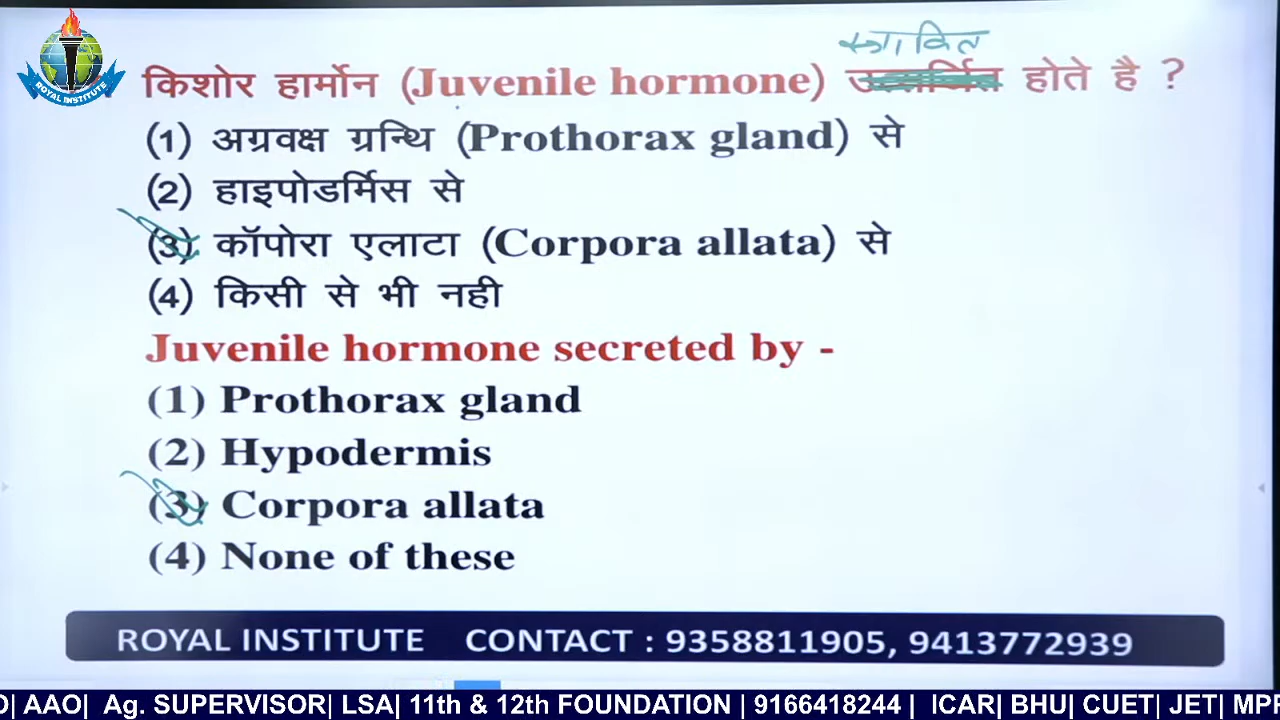 ROYAL INSTITUTE
स्त्रावित
किशोर हार्मोन (Juvenile hormone) उत्सर्जित होते है ?
(1) अग्रवक्ष ग्रन्थि (Prothorax gland) से
(2) हाइपोडर्मिस से
(3) कॉपोरा एलाटा (Corpora allata) से
(4) किसी से भी नही
Juvenile hormone secreted by -
(1) Prothorax gland
(2) Hypodermis
(3) Corpora allata
(4) None of these
ROYAL INSTITUTE CONTACT : 9358811905, 9413772939
AAO| Ag. SUPERVISOR| LSA| 11th & 12th FOUNDATION | 9166418244 | ICAR| BHU| CUET| JET|